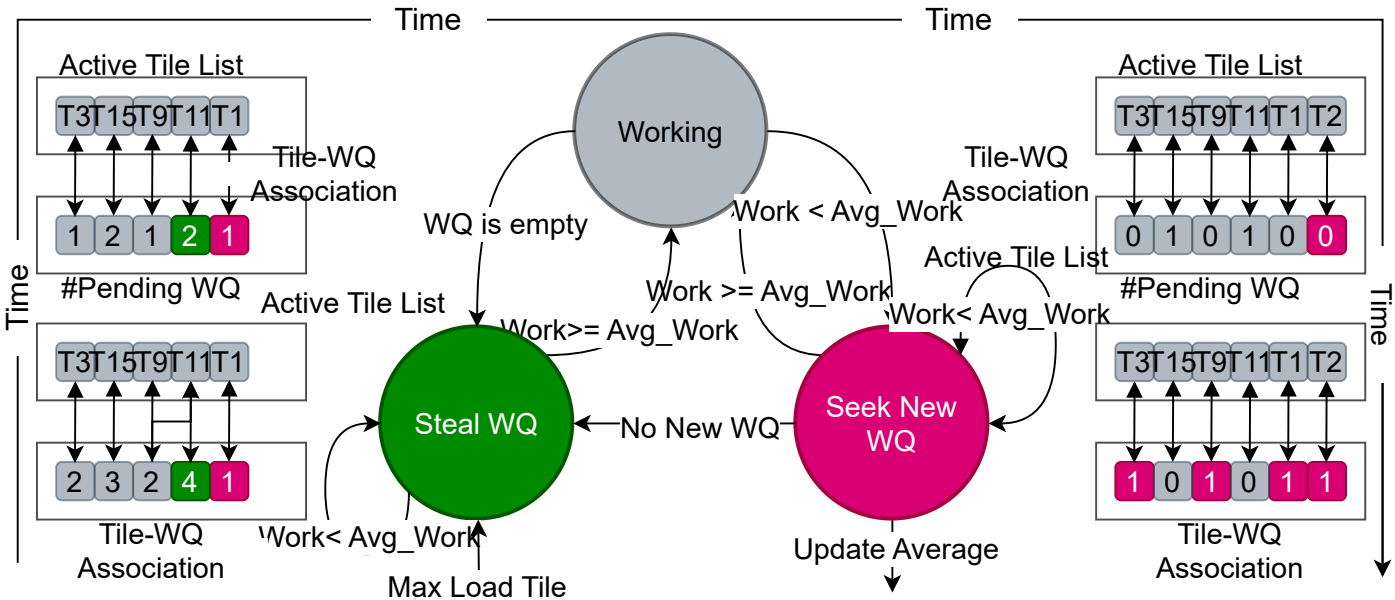 Time
Time
Active Tile List
T3 T15 T9 T11 T1
Tile-WQ
Association
1 2 1 2 1
#Pending WQ
Time
Active Tile List
T3 T15 T9 T11 T1
2 3 2 4 1
Tile-WQ
Association
Working
WQ is empty
Work < Avg_Work
Work >= Avg_Work
Work>= Avg_Work
Active Tile List
Work< Avg_Work
Steal WQ
No New WQ
Seek New
WQ
Work< Avg_Work
Max Load Tile
Update Average
Active Tile List
T3 T15 T9 T11 T1 T2
Tile-WQ
Association
0 1 0 1 0 0
#Pending WQ
Time
T3 T15 T9 T11 T1 T2
1 0 1 0 1 1
Tile-WQ
Association